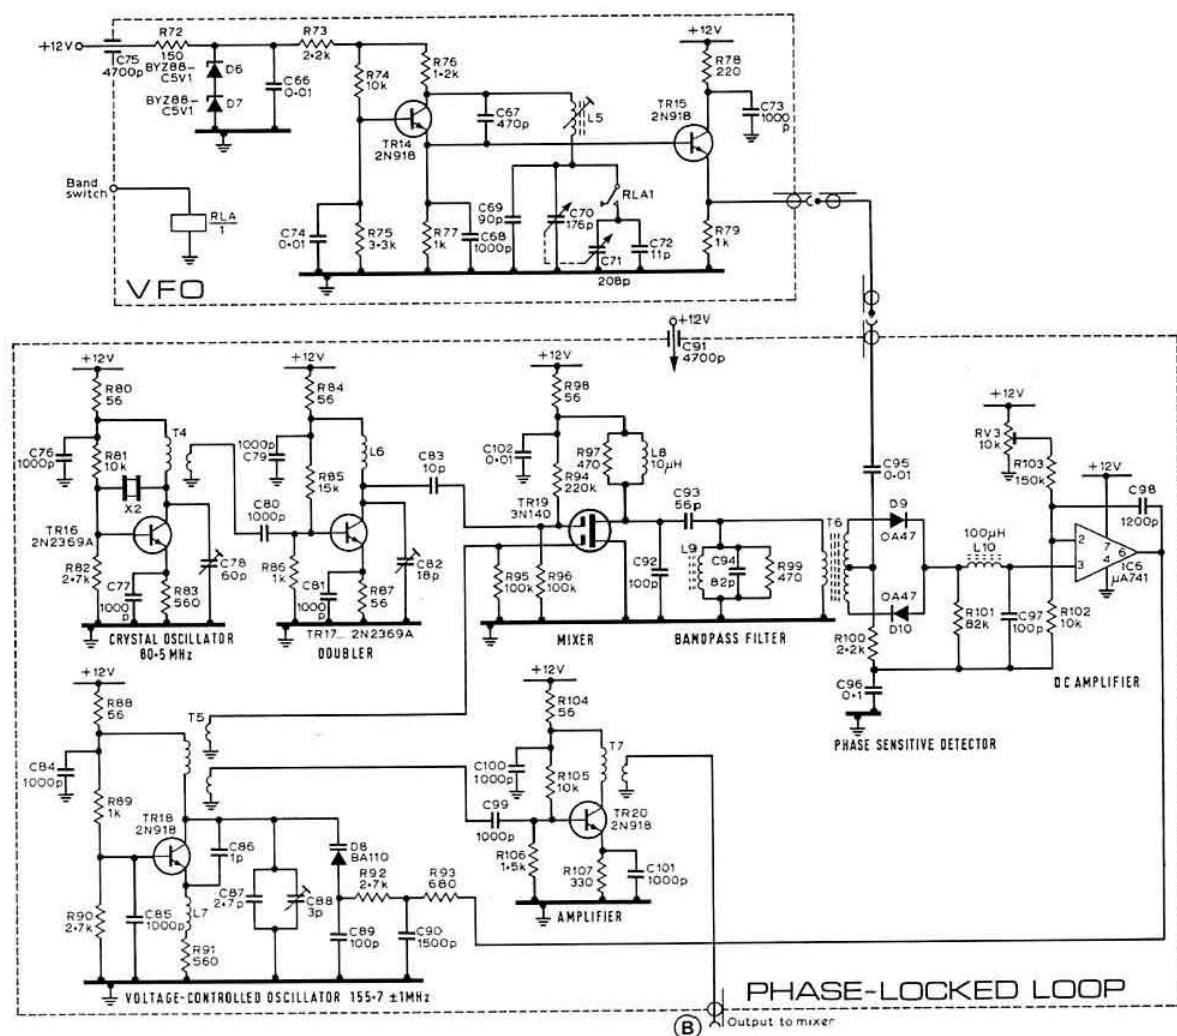 +12V
C75
4700p
R72
150
BYZ88-
C5V1
D6
BYZ88-
C5V1
D7
C66
0·01
R73
2·2k
R74
10k
R76
1·2k
TR14
2N918
C67
470p
L5
TR15
2N918
+12V
R78
220
C73
1000
p
Band
switch
RLA
1
C74
0·01
R75
3·3k
R77
1k
C68
1000p
C69
90p
C70
176p
RLA1
C71
208p
C72
11p
R79
1k
VFO
+12V
C91
4700p
+12V
R80
56
C76
1000p
R81
10k
X2
T4
TR16
2N2369A
R82
2·7k
C77
1000
p
R83
560
C78
60p
CRYSTAL OSCILLATOR
80·5 MHz
+12V
R84
56
1000p
C79
L6
R85
15k
C80
1000p
R86
1k
C81
1000
p
R87
56
C82
18p
TR17 2N2369A
DOUBLER
C83
10p
+12V
R98
56
C102
0·01
R97
470
L8
10µH
R94
220k
TR19
3N140
R95
100k
R96
100k
MIXER
C92
100p
C93
56p
L9
C94
82p
R99
470
BANDPASS FILTER
T6
C95
0·01
D9
OA47
OA47
D10
R100
2·2k
C96
0·1
PHASE SENSITIVE DETECTOR
100µH
L10
R101
82k
C97
100p
R102
10k
+12V
RV3
10k
R103
150k
+12V
C98
1200p
2
3
7
4
6
IC6
µA741
DC AMPLIFIER
+12V
R88
56
C84
1000p
R89
1k
T5
TR18
2N918
C86
1p
R90
2·7k
C85
1000p
L7
R91
560
C87
2·7p
C88
3p
D8
BA110
R92
2·7k
R93
680
C89
100p
C90
1500p
VOLTAGE-CONTROLLED OSCILLATOR 155·7 ±1MHz
+12V
R104
56
C100
1000p
R105
10k
T7
C99
1000p
TR20
2N918
R106
1·5k
R107
330
C101
1000p
AMPLIFIER
PHASE-LOCKED LOOP
B
Output to mixer